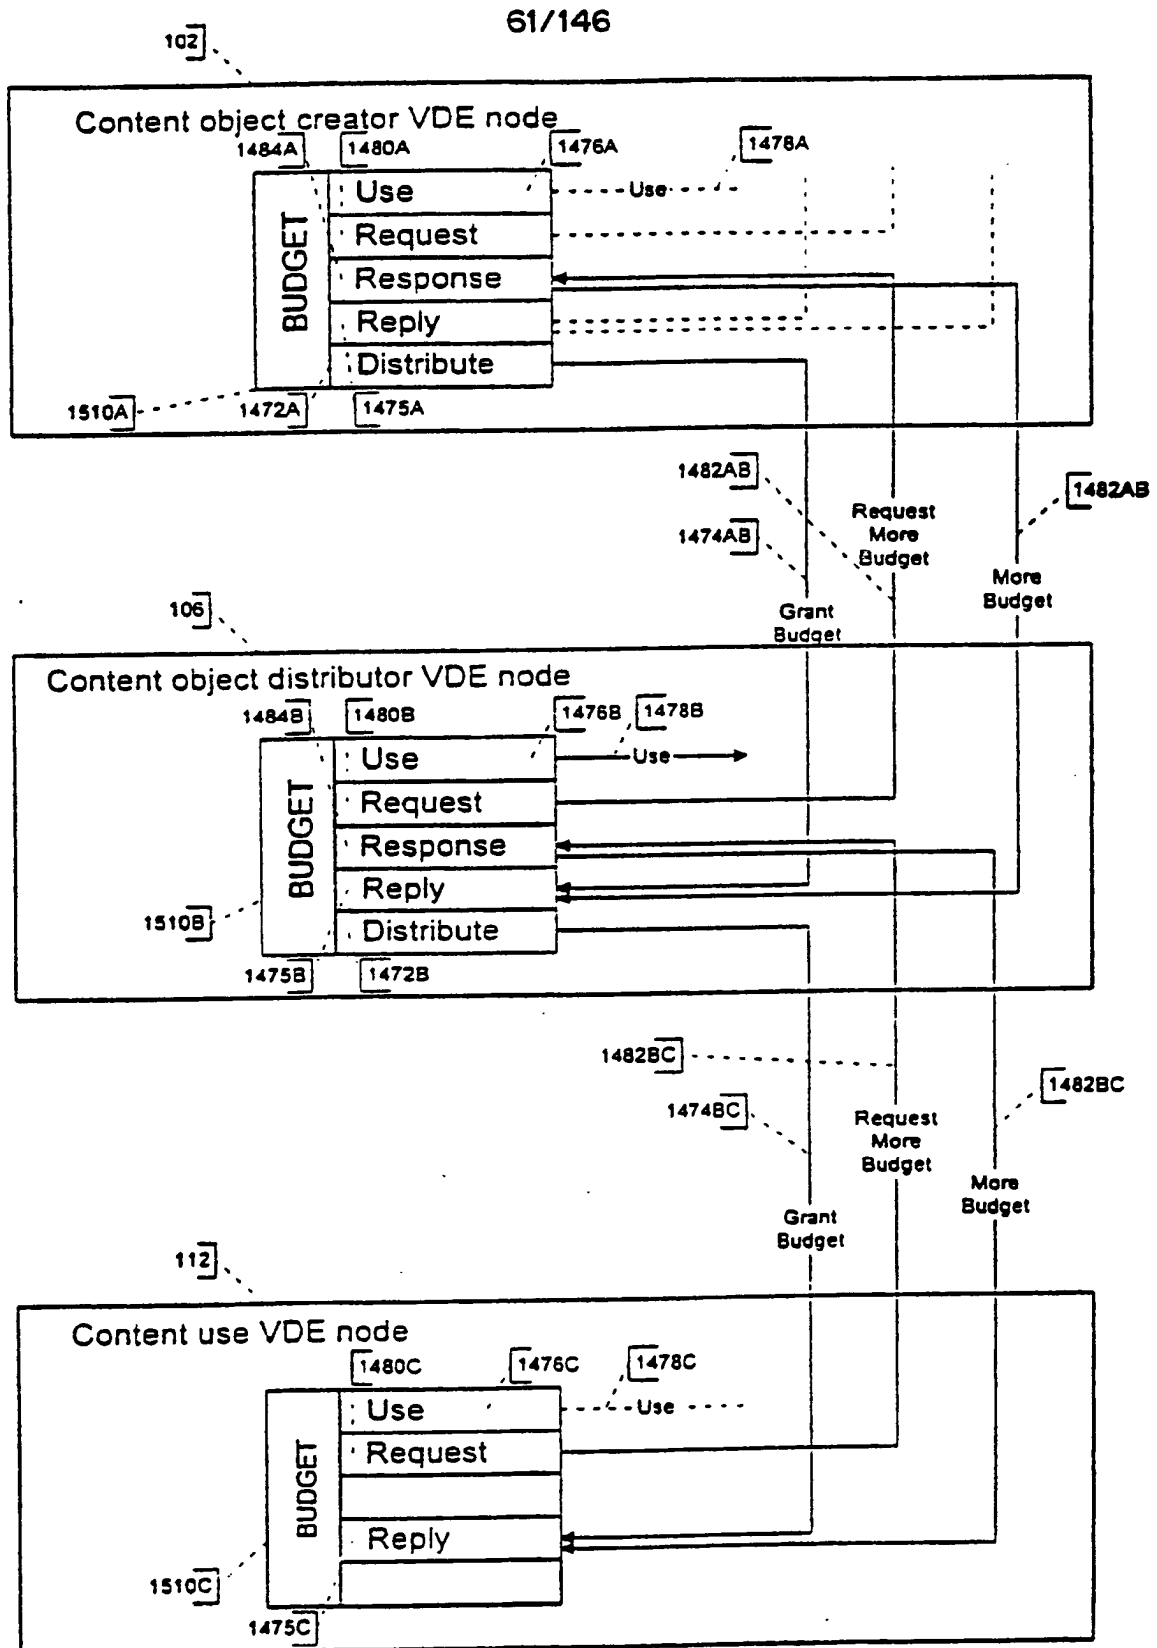 61/146
102
Content object creator VDE node
1484A
1480A
1476A
1478A
BUDGET
Use
Use
Request
Response
Reply
Distribute
1510A
1472A
1475A
1482AB
1482AB
1474AB
Request
More
Budget
More
Budget
Grant
Budget
106
Content object distributor VDE node
1484B
1480B
1476B
1478B
BUDGET
Use
Use
Request
Response
Reply
Distribute
1510B
1475B
1472B
1482BC
1482BC
1474BC
Request
More
Budget
More
Budget
Grant
Budget
112
Content use VDE node
1480C
1476C
1478C
BUDGET
Use
Use
Request
Reply
1510C
1475C